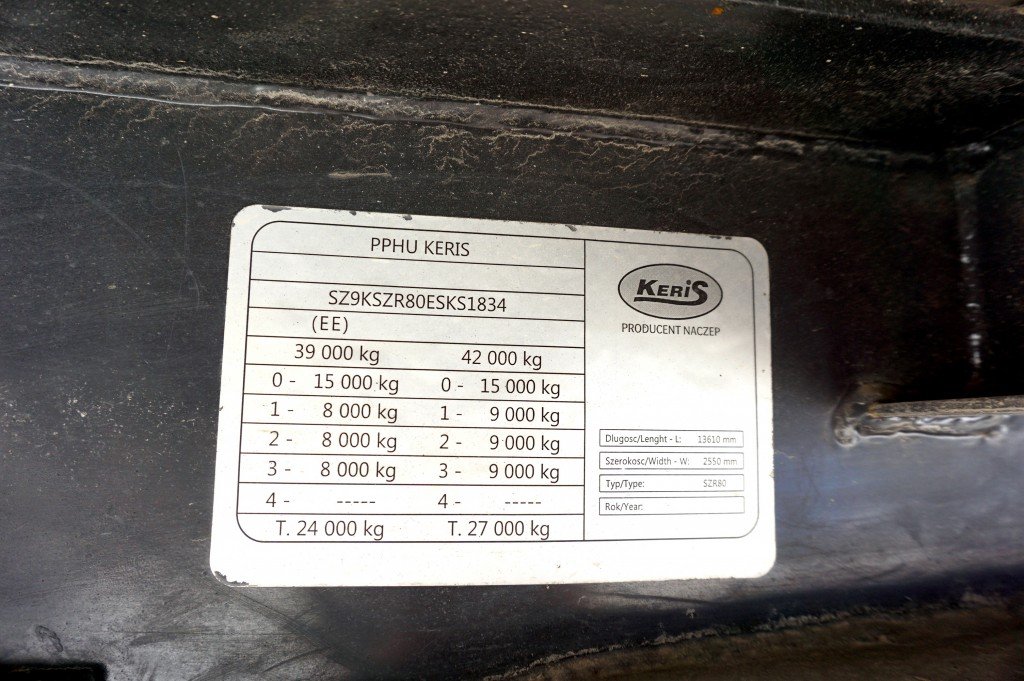 PPHU KERIS
SZ9KSZR80ESKS1834
(EE)
39 000 kg 42 000 kg
0 - 15 000 kg 0 - 15 000 kg
1 - 8 000 kg 1 - 9 000 kg
2 - 8 000 kg 2 - 9 000 kg
3 - 8 000 kg 3 - 9 000 kg
4 - ----- 4 - -----
T. 24 000 kg T. 27 000 kg
KERiS
PRODUCENT NACZEP
Dlugosc/Lenght - L: 13610 mm
Szerokosc/Width - W: 2550 mm
Typ/Type: SZR80
Rok/Year: